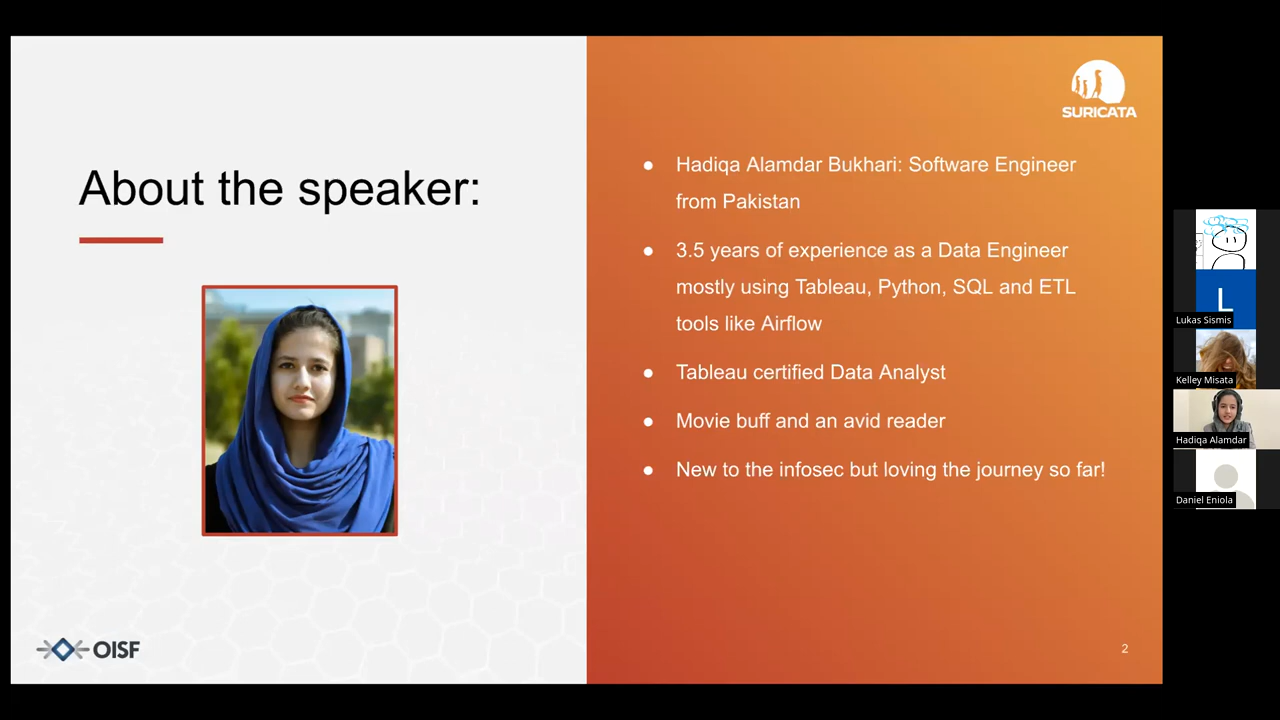 About the speaker:
SURICATA
● Hadiqa Alamdar Bukhari: Software Engineer
from Pakistan
● 3.5 years of experience as a Data Engineer
mostly using Tableau, Python, SQL and ETL
tools like Airflow
● Tableau certified Data Analyst
● Movie buff and an avid reader
● New to the infosec but loving the journey so far!
OISF
2
L
Lukas Sismis
Kelley Misata
Hadiqa Alamdar
Daniel Eniola